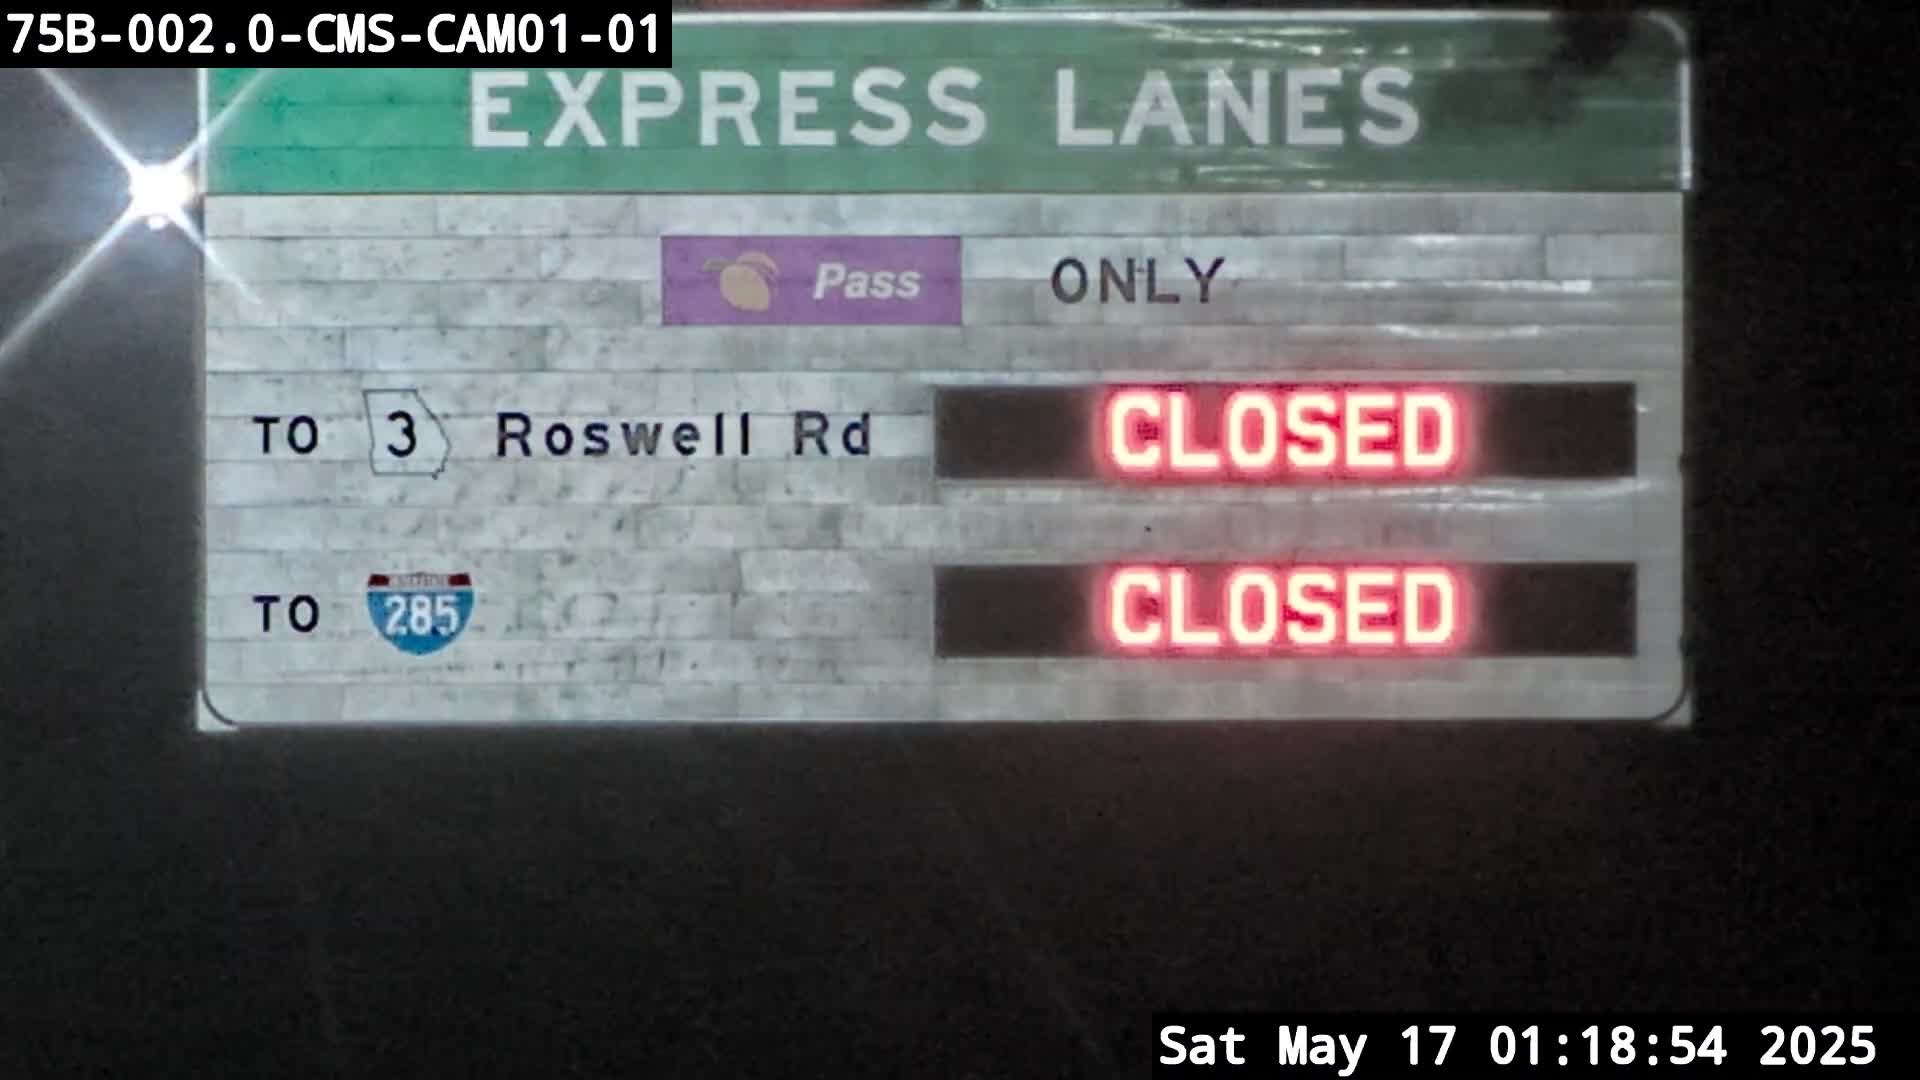 75B-002.0-CMS-CAM01-01
EXPRESS LANES
Pass ONLY
TO 3 Roswell Rd CLOSED
TO INTERSTATE 285 CLOSED
Sat May 17 01:18:54 2025